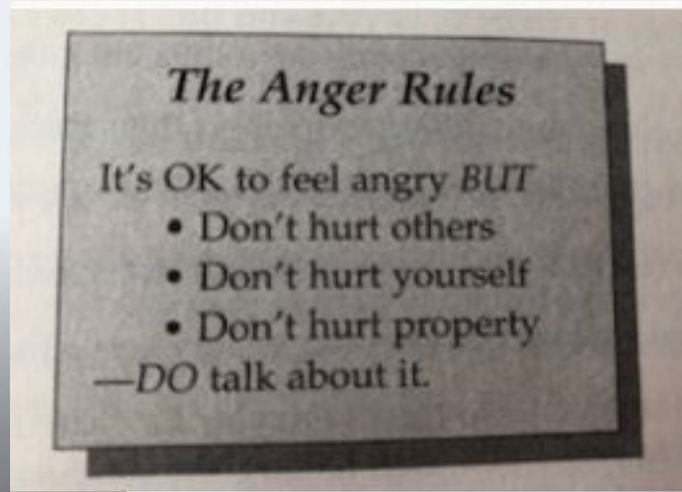 The Anger Rules
It's OK to feel angry BUT
• Don't hurt others
• Don't hurt yourself
• Don't hurt property
—DO talk about it.